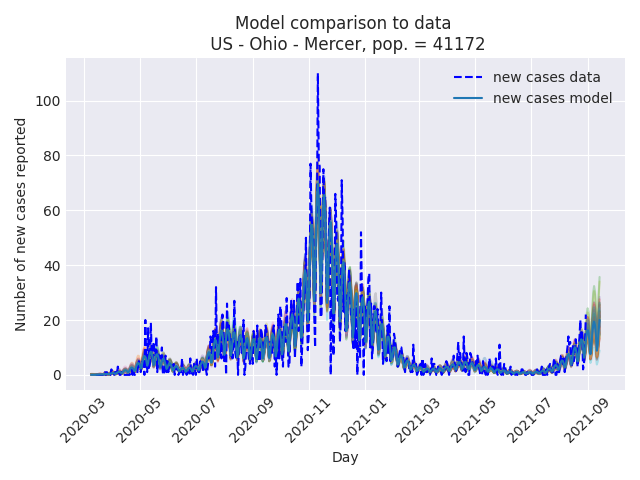 Model comparison to data
US - Ohio - Mercer, pop. = 41172
new cases data
new cases model
Number of new cases reported
100
80
60
40
20
0
2020-03
2020-05
2020-07
2020-09
2020-11
2021-01
2021-03
2021-05
2021-07
2021-09
Day